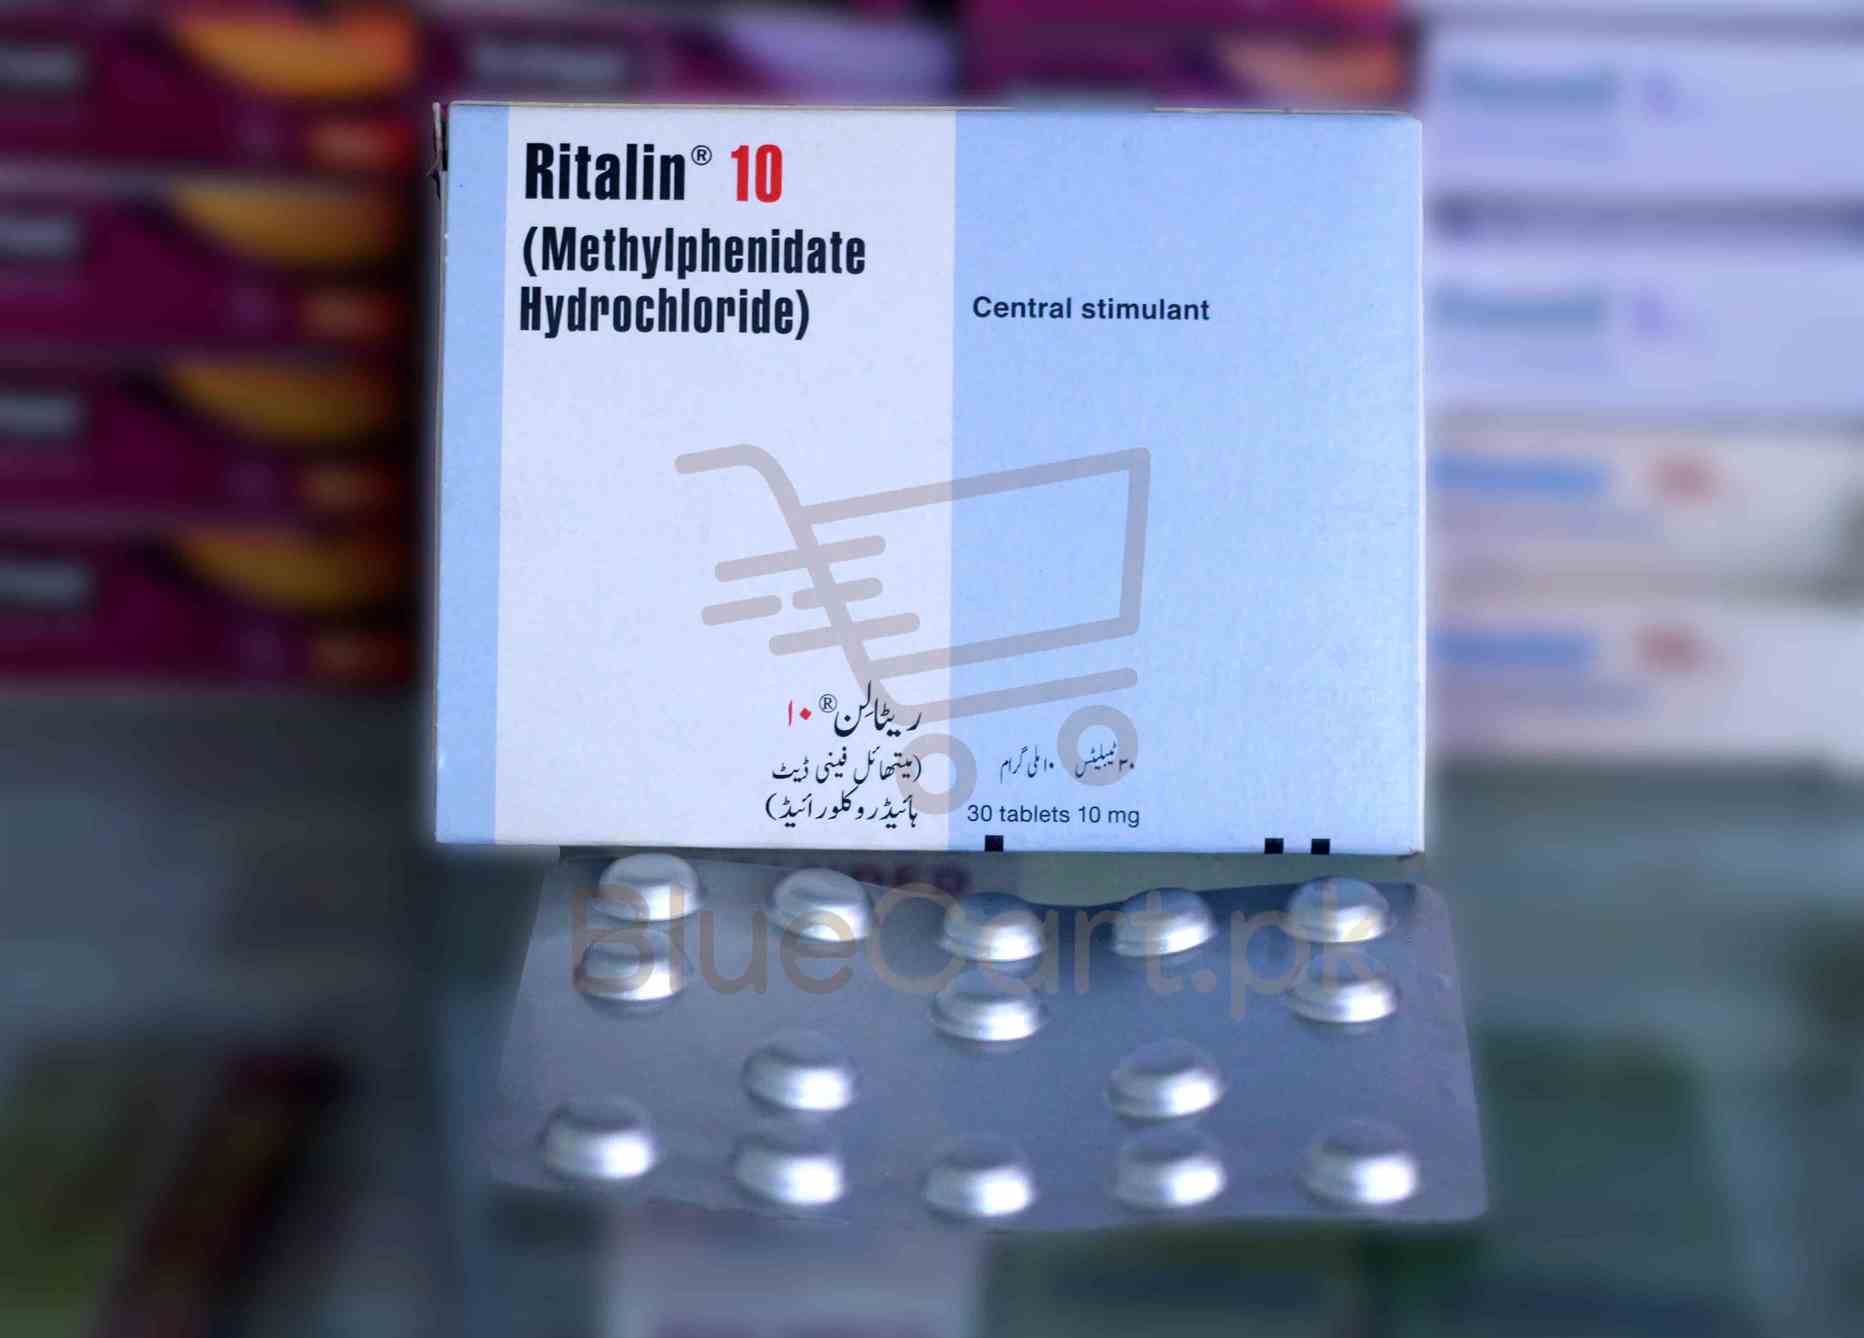 Ritalin® 10
(Methylphenidate
Hydrochloride)
Central stimulant
ریٹالِن® ۱۰
(میتھائل فینی ڈیٹ
ہائیڈروکلورائیڈ)
۳۰ ٹیبلیٹس ۱۰ ملی گرام
30 tablets 10 mg
BlueCart.pk